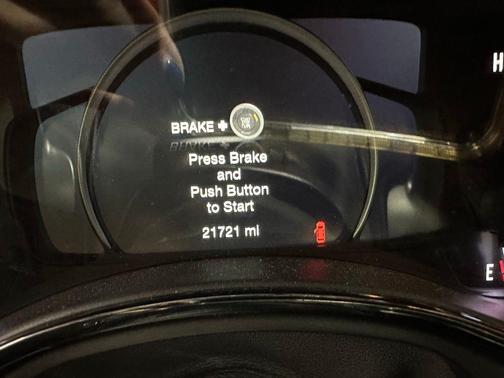 H
BRAKE +
Press Brake
and
Push Button
to Start
21721 mi
E